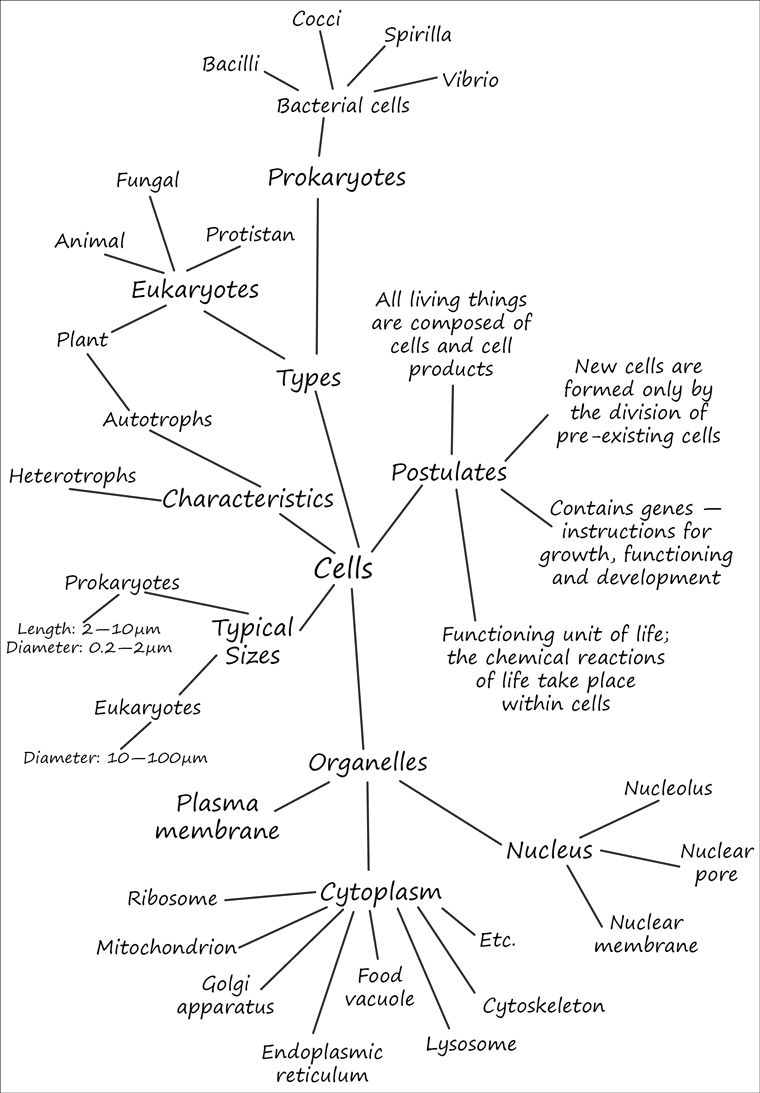 Cocci
Spirilla
Bacilli
Vibrio
Bacterial cells
Prokaryotes
Fungal
Animal
Protistan
Eukaryotes
Plant
Types
All living things
are composed of
cells and cell
products
New cells are
formed only by
the division of
pre-existing cells
Autotrophs
Heterotrophs
Characteristics
Postulates
Contains genes —
instructions for
growth, functioning
and development
Cells
Prokaryotes
Length: 2—10µm
Diameter: 0.2—2µm
Typical
Sizes
Functioning unit of life;
the chemical reactions
of life take place
within cells
Eukaryotes
Diameter: 10—100µm
Organelles
Plasma
membrane
Nucleus
Nucleolus
Nuclear
pore
Nuclear
membrane
Cytoplasm
Ribosome
Mitochondrion
Golgi
apparatus
Endoplasmic
reticulum
Food
vacuole
Lysosome
Cytoskeleton
Etc.